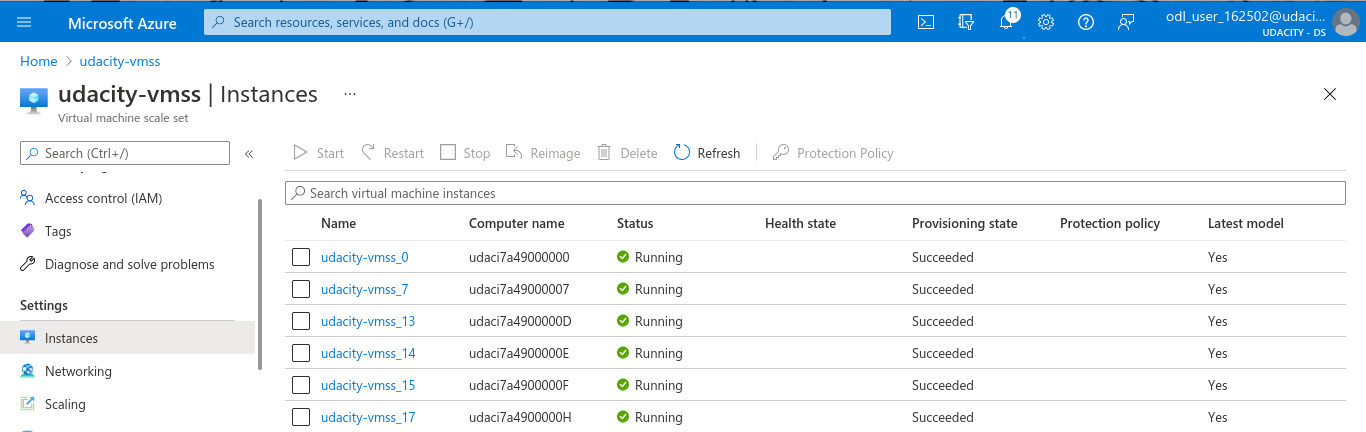 Microsoft Azure
Search resources, services, and docs (G+/)
11
odl_user_162502@udaci...
UDACITY - DS
Home > udacity-vmss
udacity-vmss | Instances ...
Virtual machine scale set
Search (Ctrl+/) «
Start Restart Stop Reimage Delete Refresh Protection Policy
Access control (IAM)
Tags
Diagnose and solve problems
Settings
Instances
Networking
Scaling
Search virtual machine instances
Name Computer name Status Health state Provisioning state Protection policy Latest model
udacity-vmss_0 udaci7a49000000 Running Succeeded Yes
udacity-vmss_7 udaci7a49000007 Running Succeeded Yes
udacity-vmss_13 udaci7a4900000D Running Succeeded Yes
udacity-vmss_14 udaci7a4900000E Running Succeeded Yes
udacity-vmss_15 udaci7a4900000F Running Succeeded Yes
udacity-vmss_17 udaci7a4900000H Running Succeeded Yes